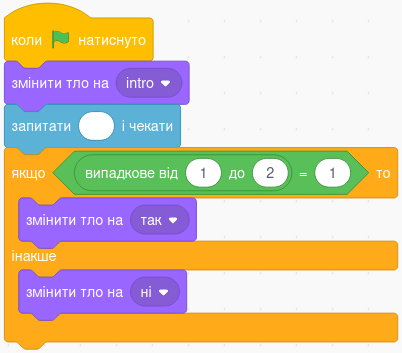 коли натиснуто
змінити тло на intro
запитати і чекати
якщо випадкове від 1 до 2 = 1 то
змінити тло на так
інакше
змінити тло на ні